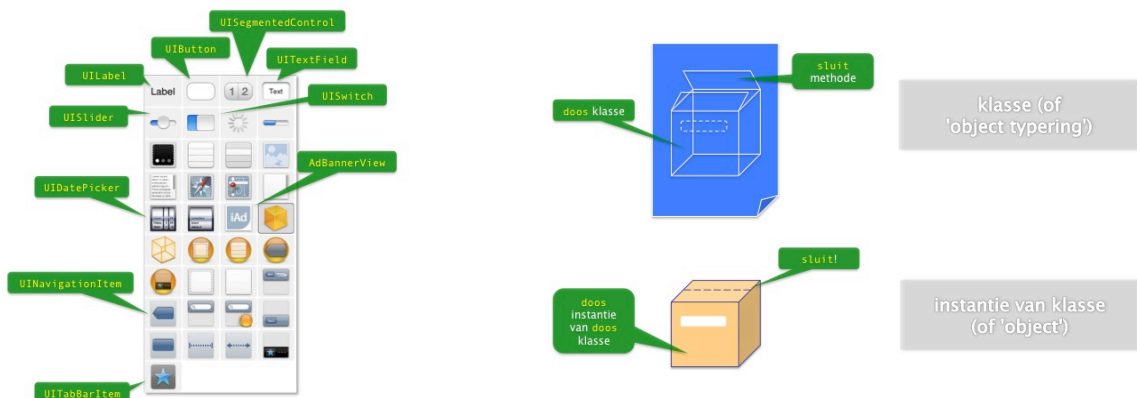 UISegmentedControl
UIButton
UITextField
UILabel
Label
1 2
Text
UISwitch
UISlider
AdBannerView
UIDatePicker
iAd
UINavigationItem
UITabBarItem
sluit
methode
doos klasse
klasse (of
'object typering')
sluit!
doos
instantie
van doos
klasse
instantie van klasse
(of 'object')